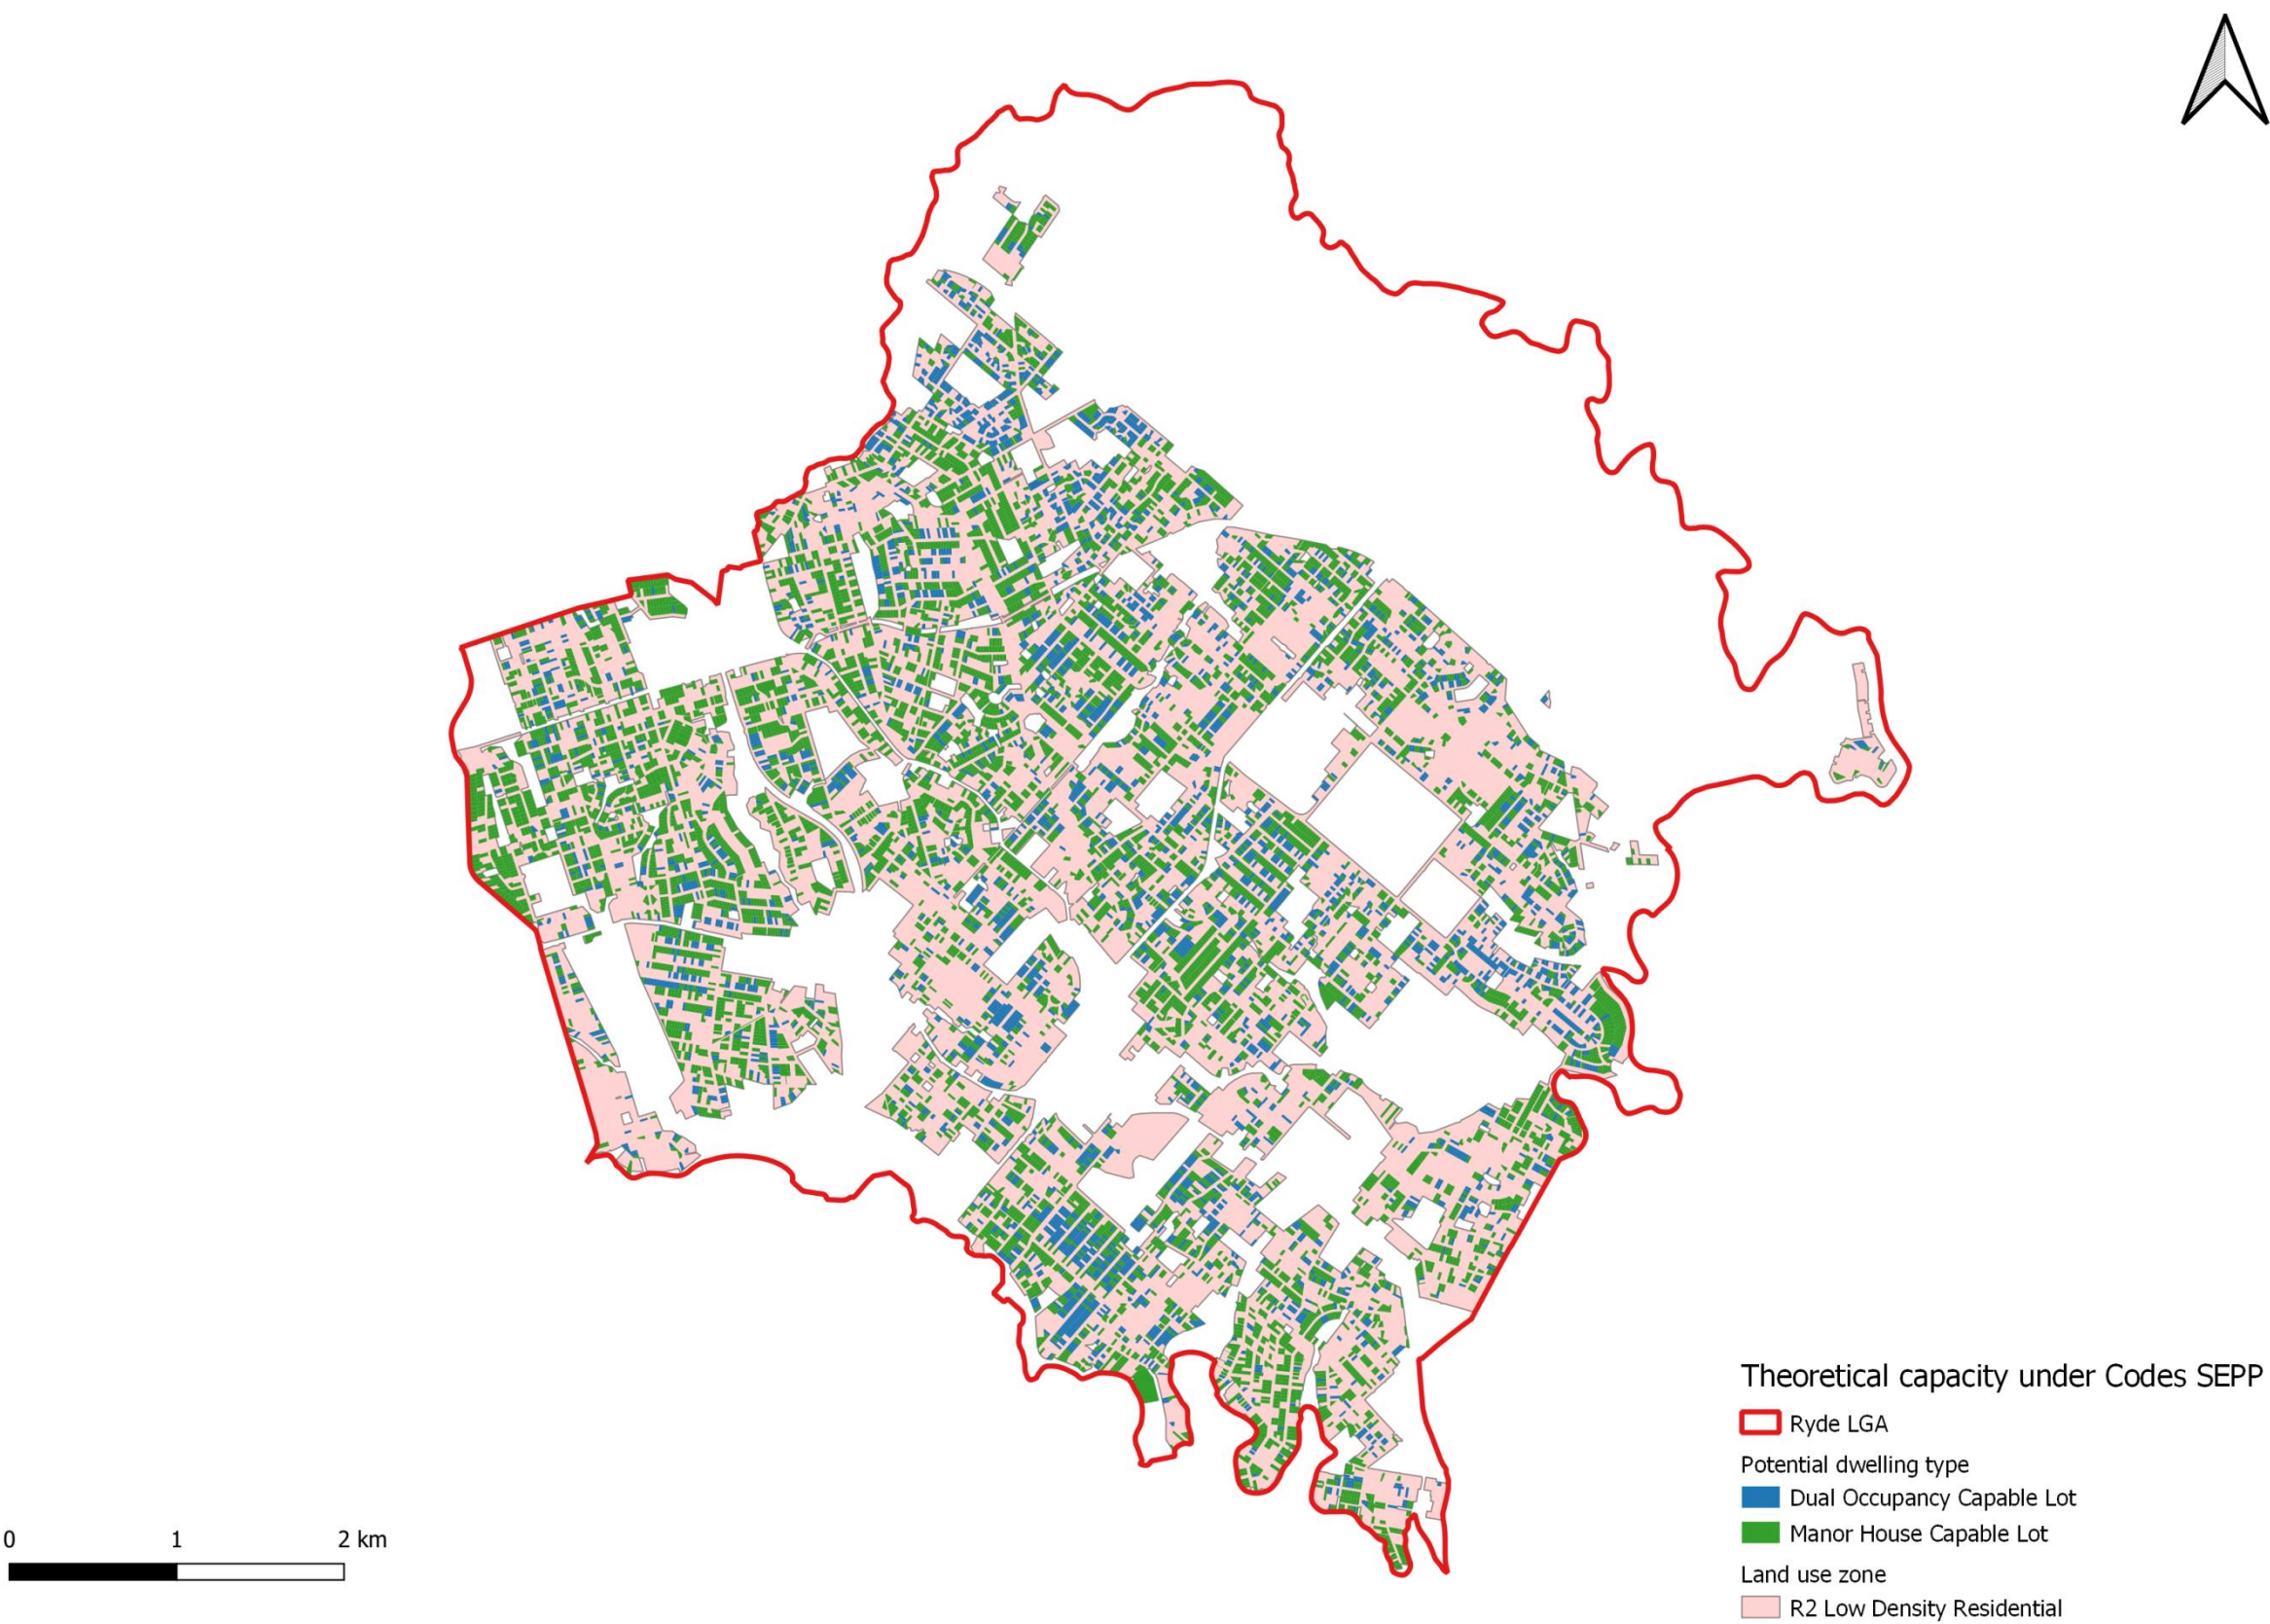 Theoretical capacity under Codes SEPP
Ryde LGA
Potential dwelling type
Dual Occupancy Capable Lot
Manor House Capable Lot
Land use zone
R2 Low Density Residential
0 1 2 km